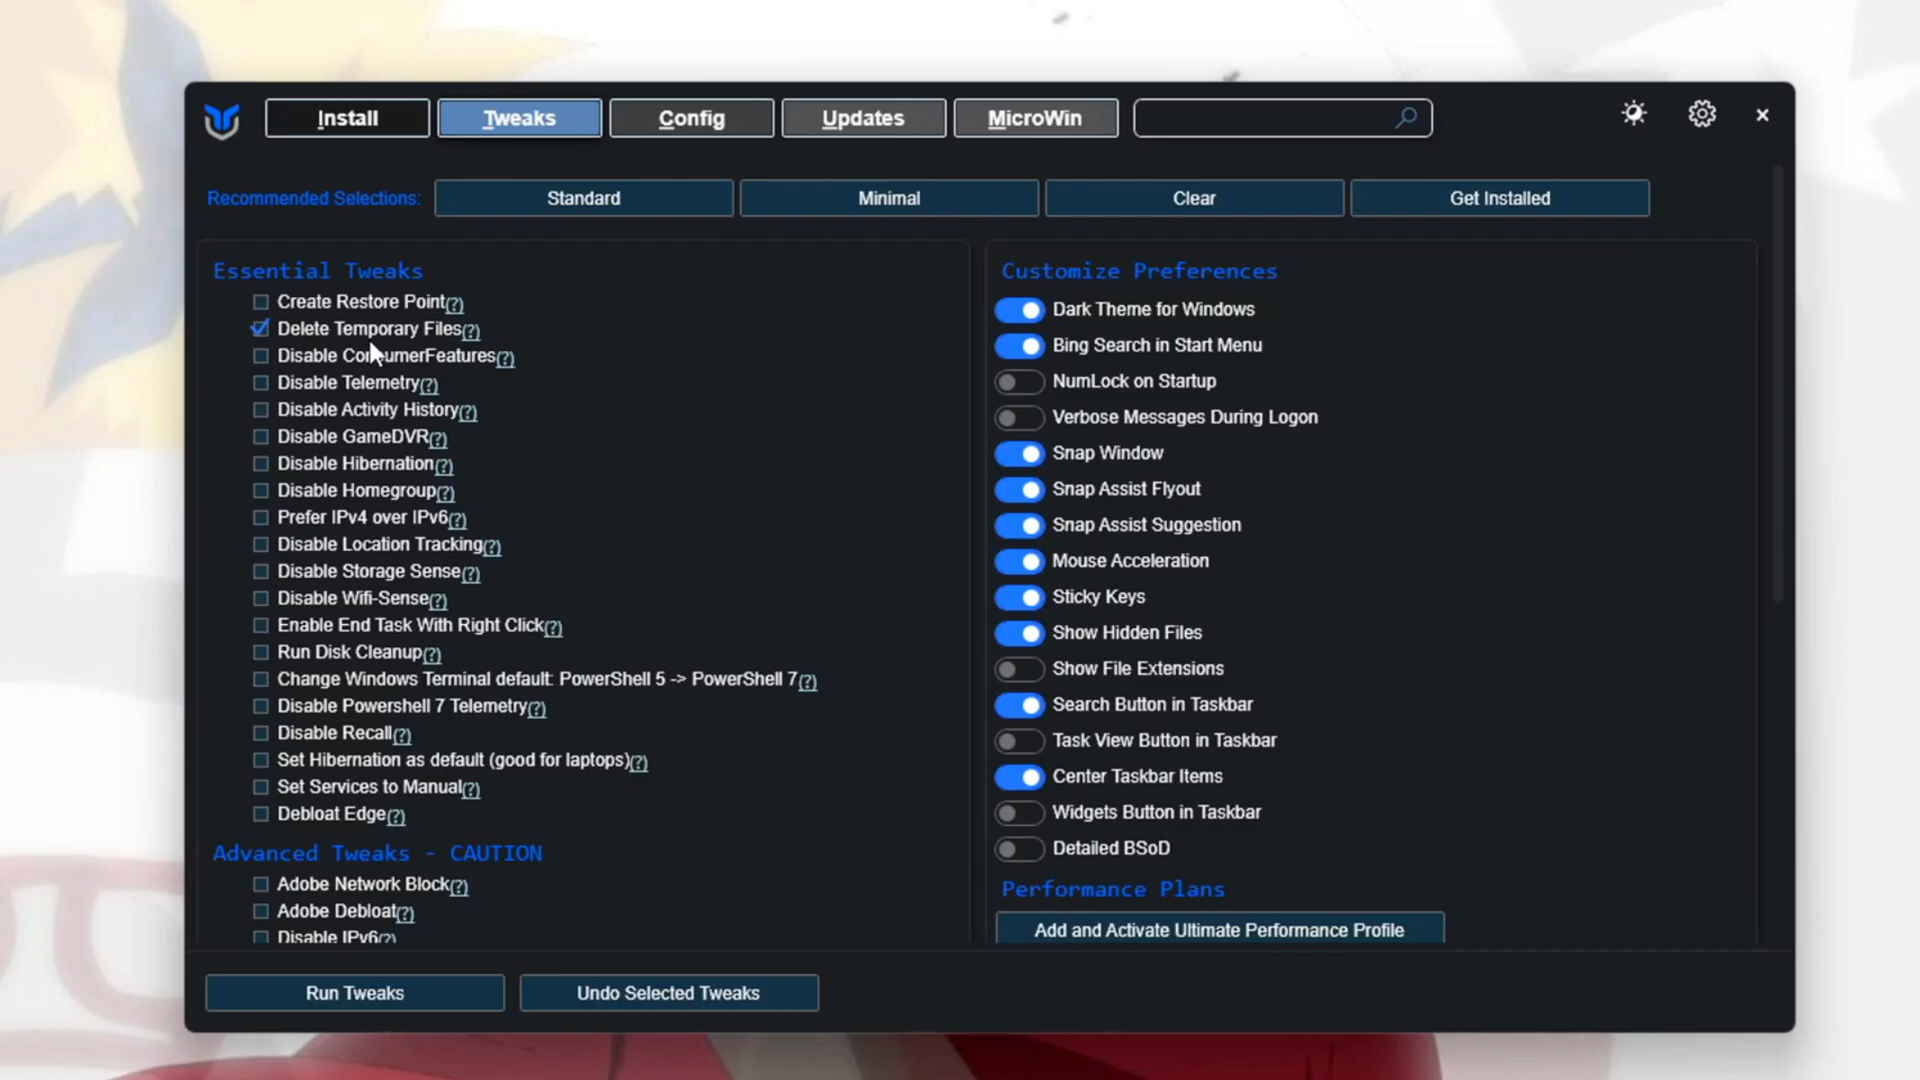 Install
Tweaks
Config
Updates
MicroWin
Recommended Selections:
Standard
Minimal
Clear
Get Installed
Essential Tweaks
Create Restore Point(?)
Delete Temporary Files(?)
Disable ConsumerFeatures(?)
Disable Telemetry(?)
Disable Activity History(?)
Disable GameDVR(?)
Disable Hibernation(?)
Disable Homegroup(?)
Prefer IPv4 over IPv6(?)
Disable Location Tracking(?)
Disable Storage Sense(?)
Disable Wifi-Sense(?)
Enable End Task With Right Click(?)
Run Disk Cleanup(?)
Change Windows Terminal default: PowerShell 5 -> PowerShell 7(?)
Disable Powershell 7 Telemetry(?)
Disable Recall(?)
Set Hibernation as default (good for laptops)(?)
Set Services to Manual(?)
Debloat Edge(?)
Advanced Tweaks - CAUTION
Adobe Network Block(?)
Adobe Debloat(?)
Disable IPv6(?)
Customize Preferences
Dark Theme for Windows
Bing Search in Start Menu
NumLock on Startup
Verbose Messages During Logon
Snap Window
Snap Assist Flyout
Snap Assist Suggestion
Mouse Acceleration
Sticky Keys
Show Hidden Files
Show File Extensions
Search Button in Taskbar
Task View Button in Taskbar
Center Taskbar Items
Widgets Button in Taskbar
Detailed BSoD
Performance Plans
Add and Activate Ultimate Performance Profile
Run Tweaks
Undo Selected Tweaks